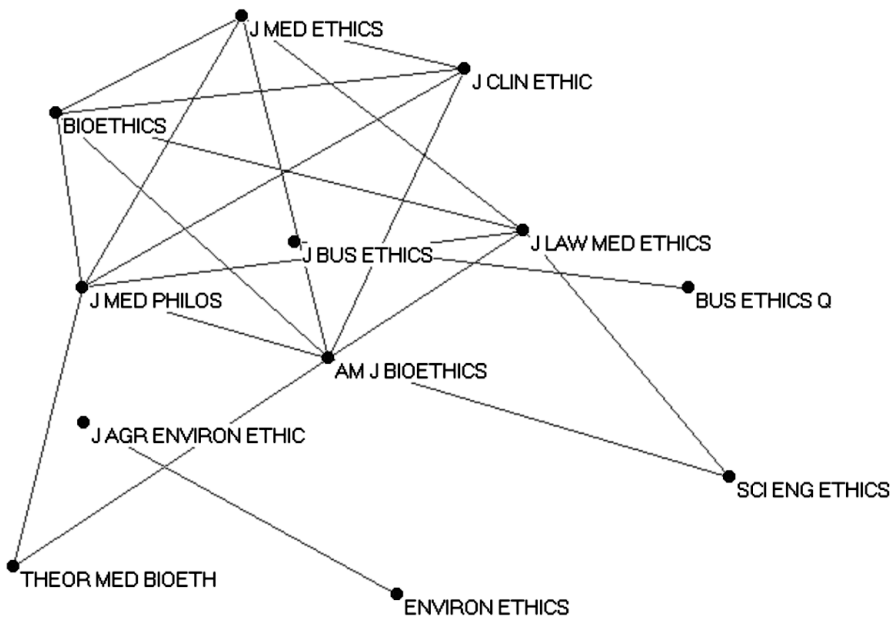 J MED ETHICS
J CLIN ETHIC
BIOETHICS
J LAW MED ETHICS
J BUS ETHICS
J MED PHILOS
BUS ETHICS Q
AM J BIOETHICS
J AGR ENVIRON ETHIC
SCI ENG ETHICS
THEOR MED BIOETH
ENVIRON ETHICS